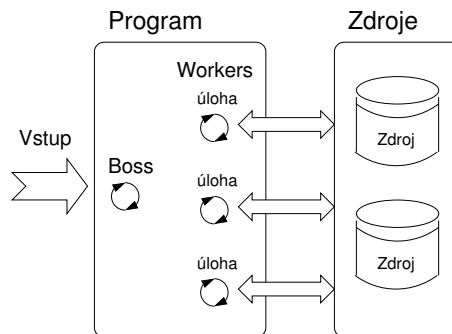 Program
Zdroje
Workers
úloha
Zdroj
Vstup
Boss
úloha
úloha
Zdroj